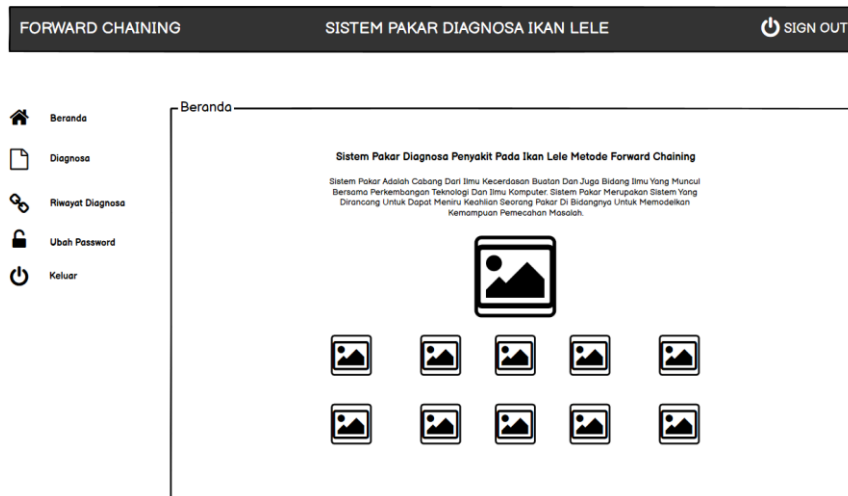 FORWARD CHAINING
SISTEM PAKAR DIAGNOSA IKAN LELE
SIGN OUT
Beranda
Diagnosa
Riwayat Diagnosa
Ubah Password
Keluar
Beranda
Sistem Pakar Diagnosa Penyakit Pada Ikan Lele Metode Forward Chaining
Sistem Pakar Adalah Cabang Dari Ilmu Kecerdasan Buatan Dan Juga Bidang Ilmu Yang Muncul
Bersama Perkembangan Teknologi Dan Ilmu Komputer. Sistem Pakar Merupakan Sistem Yang
Dirancang Untuk Dapat Meniru Keahlian Seorang Pakar Di Bidangnya Untuk Memodelkan
Kemampuan Pemecahan Masalah.